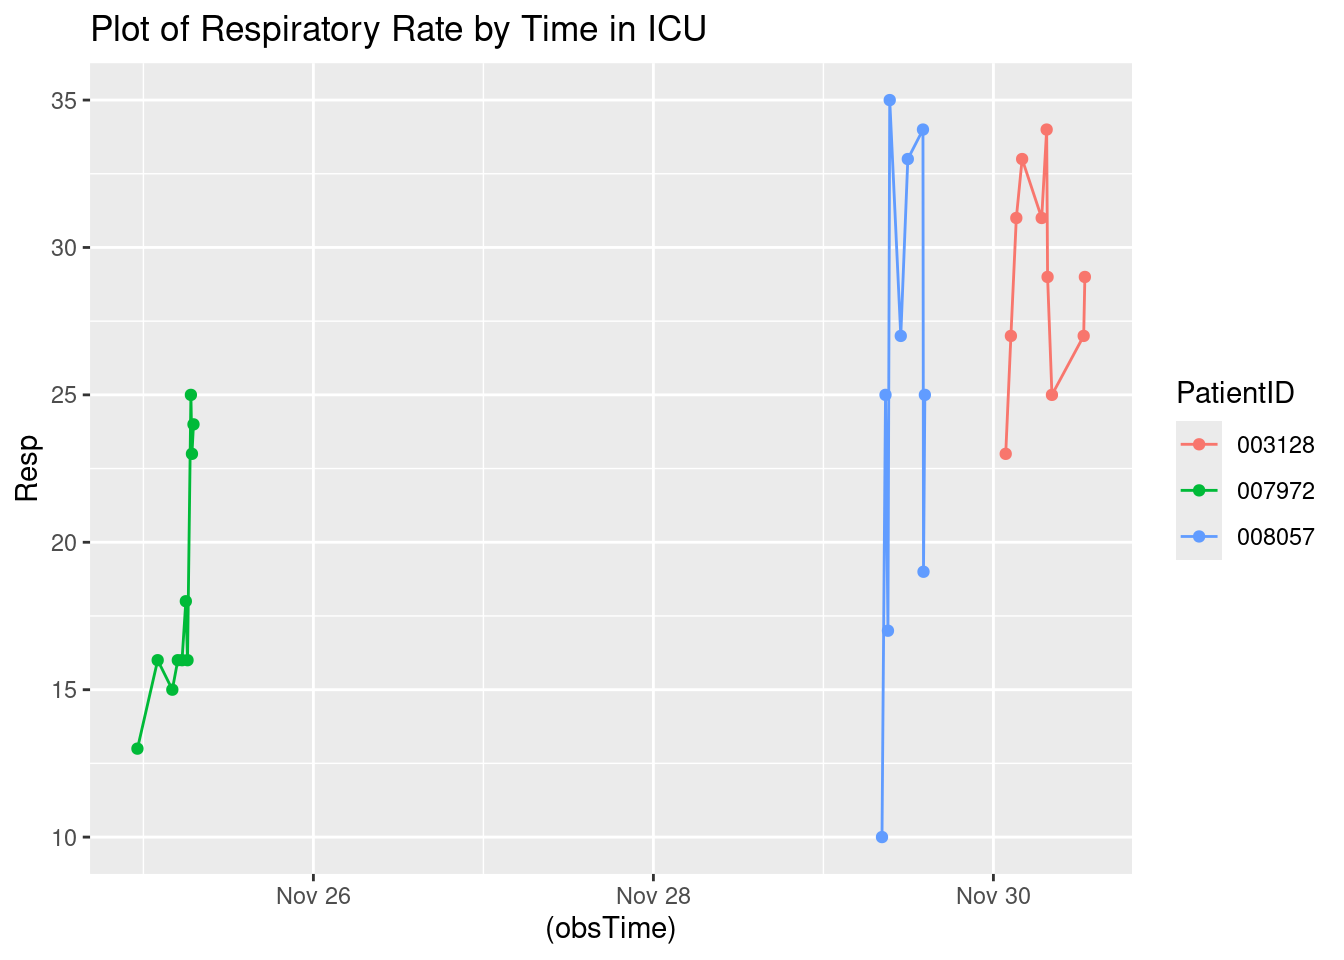 Plot of Respiratory Rate by Time in ICU
35
30
25
20
15
10
Resp
Nov 26
Nov 28
Nov 30
(obsTime)
PatientID
003128
007972
008057